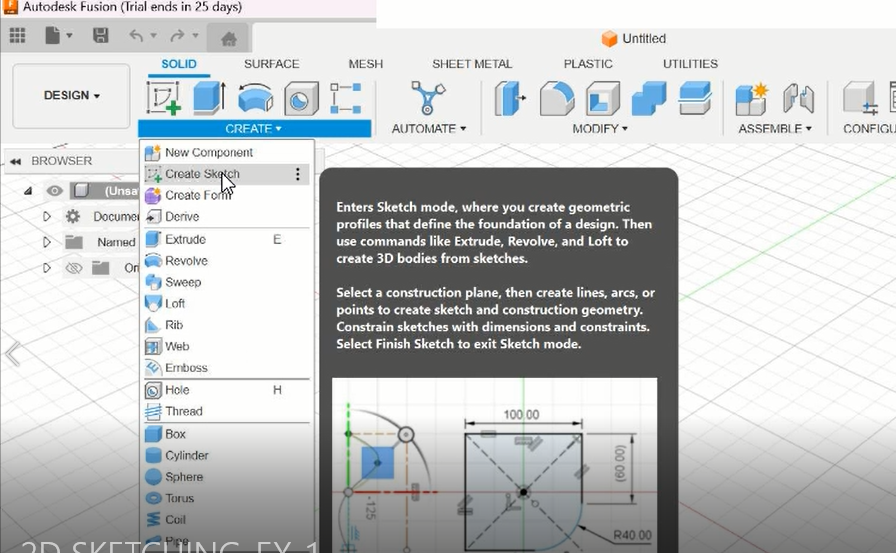 Autodesk Fusion (Trial ends in 25 days)
Untitled
SOLID SURFACE MESH SHEET METAL PLASTIC UTILITIES
DESIGN
CREATE AUTOMATE MODIFY ASSEMBLE CONFIGU
BROWSER
(Unsa
Docume
Named
Ori
New Component
Create Sketch
Create Form
Derive
Extrude E
Revolve
Sweep
Loft
Rib
Web
Emboss
Hole H
Thread
Box
Cylinder
Sphere
Torus
Coil
Pipe
Enters Sketch mode, where you create geometric
profiles that define the foundation of a design. Then
use commands like Extrude, Revolve, and Loft to
create 3D bodies from sketches.
Select a construction plane, then create lines, arcs, or
points to create sketch and construction geometry.
Constrain sketches with dimensions and constraints.
Select Finish Sketch to exit Sketch mode.
100.00
(60.00)
-125
R40.00
2D SKETCHING EX-1